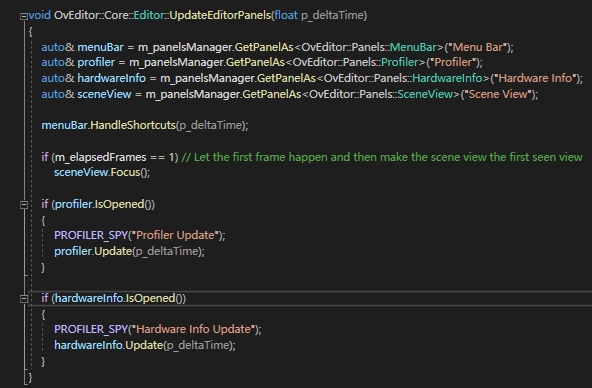 void OvEditor::Core::Editor::UpdateEditorPanels(float p_deltaTime)
{
auto& menuBar = m_panelsManager.GetPanelAs<OvEditor::Panels::MenuBar>("Menu Bar");
auto& profiler = m_panelsManager.GetPanelAs<OvEditor::Panels::Profiler>("Profiler");
auto& hardwareInfo = m_panelsManager.GetPanelAs<OvEditor::Panels::HardwareInfo>("Hardware Info");
auto& sceneView = m_panelsManager.GetPanelAs<OvEditor::Panels::SceneView>("Scene View");
menuBar.HandleShortcuts(p_deltaTime);
if (m_elapsedFrames == 1) // Let the first frame happen and then make the scene view the first seen view
sceneView.Focus();
if (profiler.IsOpened())
{
PROFILER_SPY("Profiler Update");
profiler.Update(p_deltaTime);
}
if (hardwareInfo.IsOpened())
{
PROFILER_SPY("Hardware Info Update");
hardwareInfo.Update(p_deltaTime);
}
}